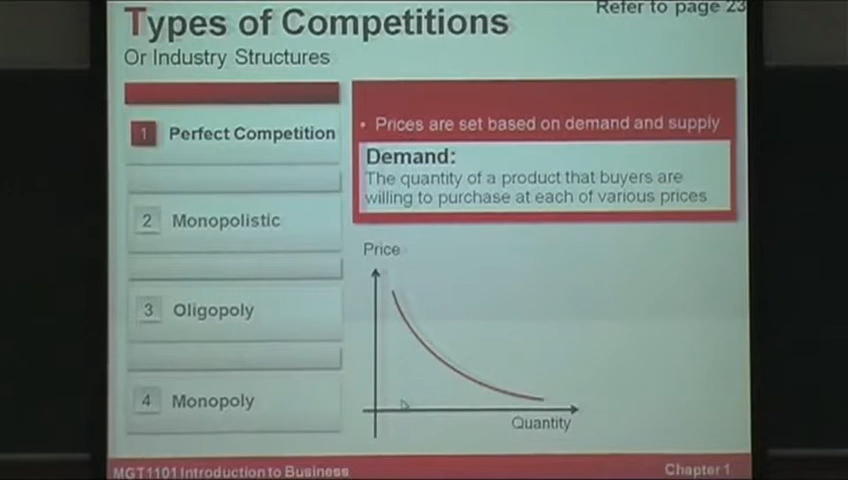 Types of Competitions
Refer to page 23
Or Industry Structures
1 Perfect Competition
2 Monopolistic
3 Oligopoly
4 Monopoly
• Prices are set based on demand and supply
Demand:
The quantity of a product that buyers are
willing to purchase at each of various prices
Price
Quantity
MGT1101 Introduction to Business
Chapter 1